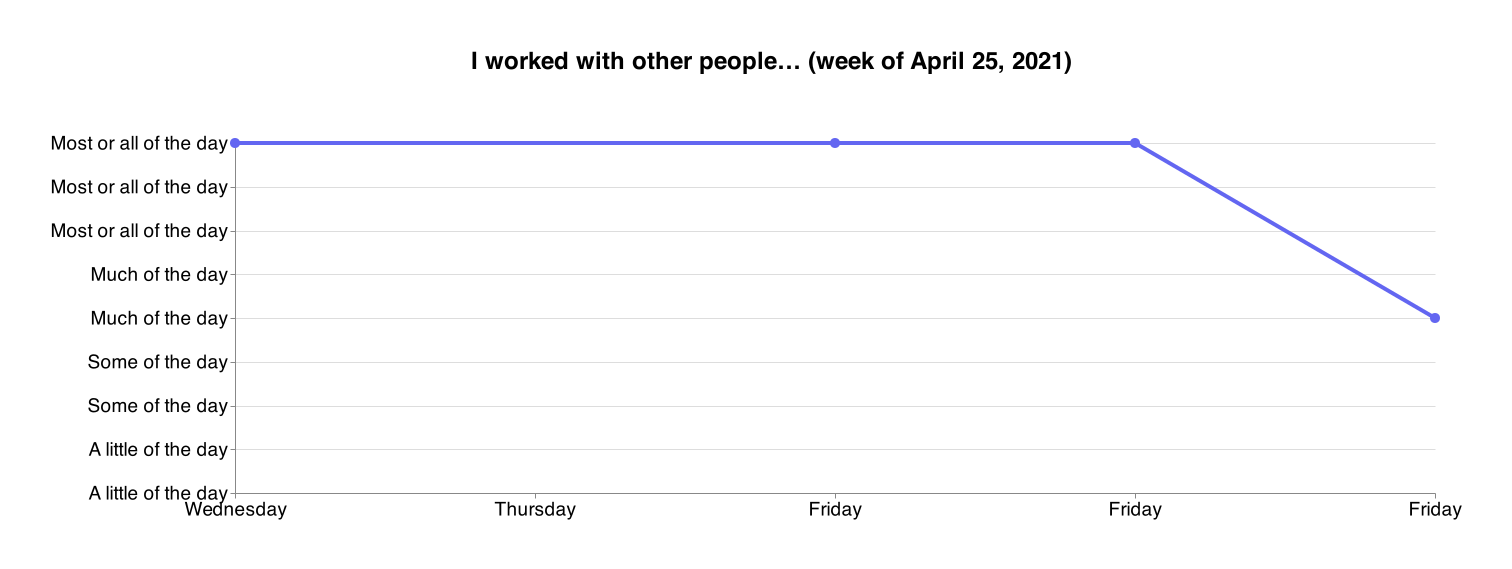 I worked with other people… (week of April 25, 2021)
Most or all of the day
Most or all of the day
Most or all of the day
Much of the day
Much of the day
Some of the day
Some of the day
A little of the day
A little of the day
Wednesday Thursday Friday Friday Friday